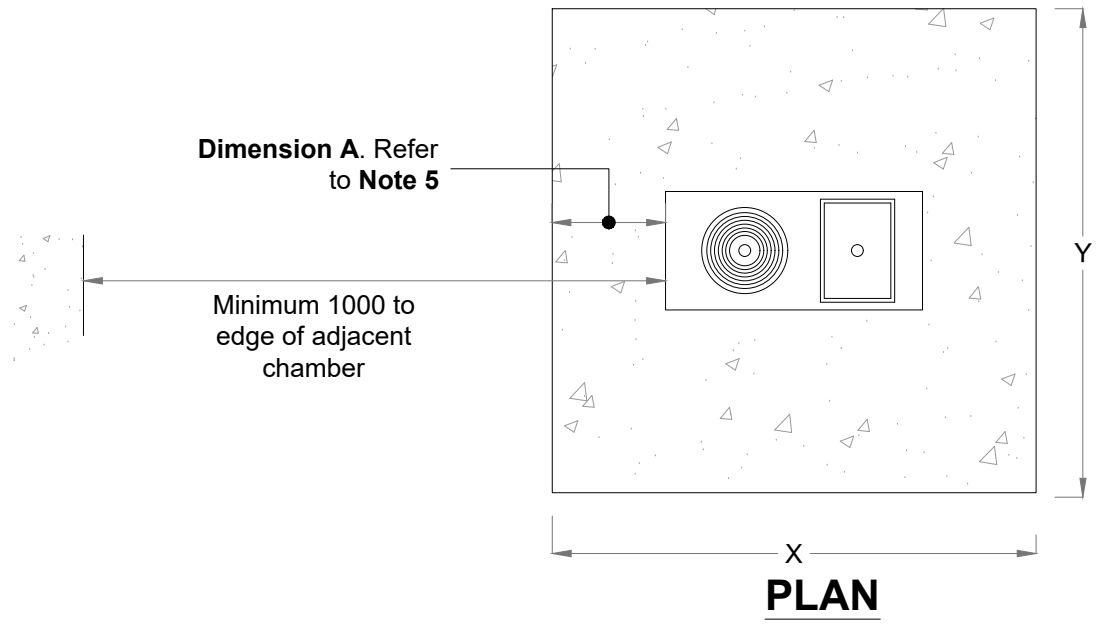 Dimension A. Refer
to Note 5
Minimum 1000 to
edge of adjacent
chamber
Y
X
PLAN